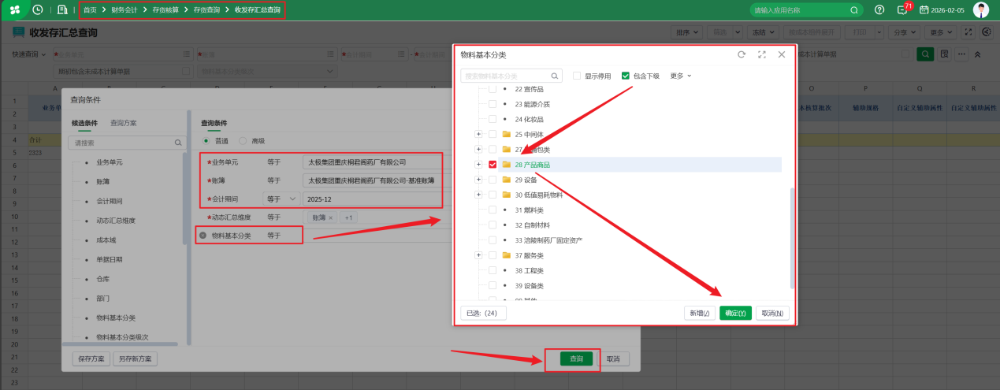 首页 > 财务会计 > 存货核算 > 存货查询 > 收发存汇总查询
请输入应用名称
71
2026-02-05
收发存汇总查询
排序 筛选 冻结 按成本组件展开 打印 分享 更多
快速查询 *业务单元 *账簿 *会计期间 *会计期间 成本计算单据
期初包含未成本计算单据 物料基本分类级次
A O P Q R
1 业务单 本核算批次 辅助规格 自定义辅助属性 自定义辅助属性
2
3
4 合计
5
6
7
8
9
10
11
12
13
14
15
16
17
18
19
20
21
22
23
查询条件
候选条件 查询方案
请搜索
业务单元
账簿
会计期间
动态汇总维度
成本域
单据日期
仓库
部门
物料基本分类
物料基本分类级次
查询条件
普通 高级
*业务单元 等于 太极集团重庆桐君阁药厂有限公司
*账簿 等于 太极集团重庆桐君阁药厂有限公司-基准账簿
*会计期间 等于 2025-12
*动态汇总维度 等于 账簿 × +1
物料基本分类 等于
保存方案 另存新方案 查询 取消
物料基本分类
搜索物料基本分类 显示停用 包含下级 更多
22 宣传品
23 能源介质
24 化妆品
25 中间体
28 产品商品
29 设备
30 低值易耗物料
31 燃料类
32 自制材料
33 涪陵制药厂固定资产
37 服务类
38 工程类
39 设备类
已选: (24) 新增(/) 确定(Y) 取消(N)